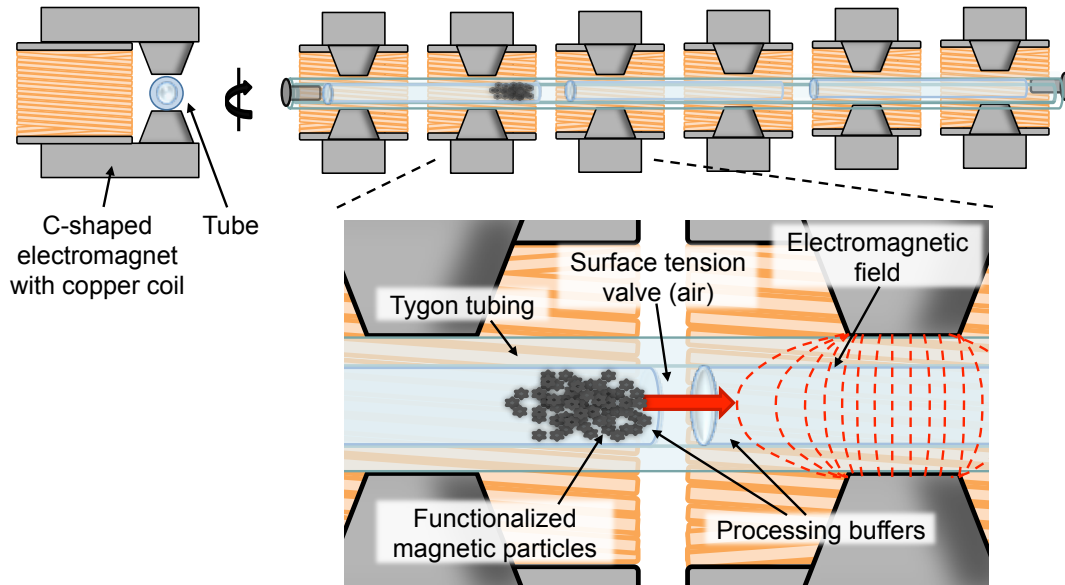 C-shaped
electromagnet
with copper coil
Tube
Tygon tubing
Surface tension
valve (air)
Electromagnetic
field
Functionalized
magnetic particles
Processing buffers